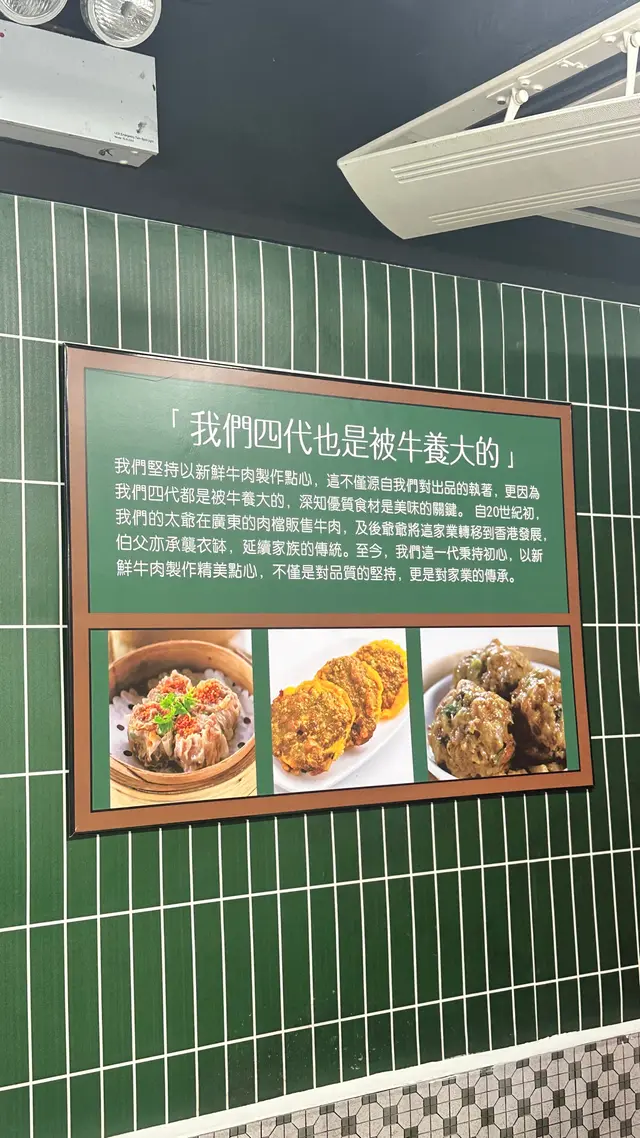 「我們四代也是被牛養大的」
我們堅持以新鮮牛肉製作點心，這不僅源自我們對出品的執著，更因為
我們四代都是被牛養大的，深知優質食材是美味的關鍵。自20世紀初，
我們的太爺在廣東的肉檔販售牛肉，及後爺爺將這家業轉移到香港發展，
伯父亦承襲衣缽，延續家族的傳統。至今，我們這一代秉持初心，以新
鮮牛肉製作精美點心，不僅是對品質的堅持，更是對家業的傳承。